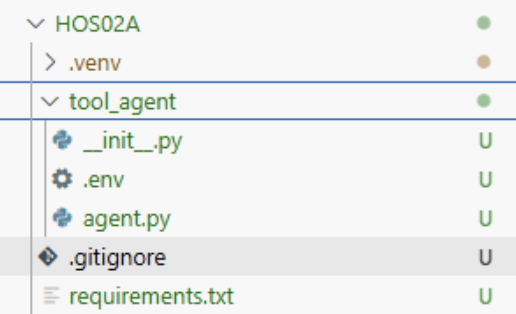 HOS02A
.venv
tool_agent
__init__.py U
.env U
agent.py U
.gitignore U
requirements.txt U